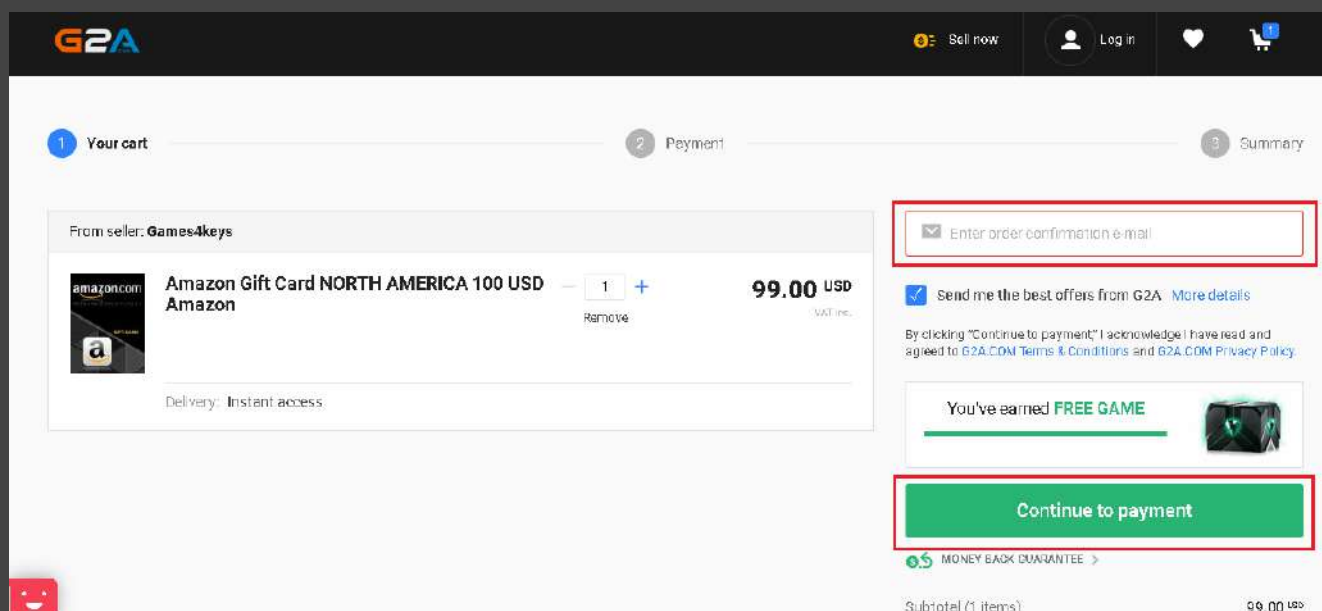 G2A
Sell now
Log in
1
1 Your cart
2 Payment
3 Summary
From seller: Games4keys
amazon.com
a
Amazon Gift Card NORTH AMERICA 100 USD
Amazon
1 +
Remove
99.00 USD
VAT inc.
Delivery: Instant access
Enter order confirmation e-mail
Send me the best offers from G2A More details
By clicking "Continue to payment," I acknowledge I have read and
agreed to G2A.COM Terms & Conditions and G2A.COM Privacy Policy.
You've earned FREE GAME
Continue to payment
MONEY BACK GUARANTEE >
Subtotal (1 items) 99.00 USD